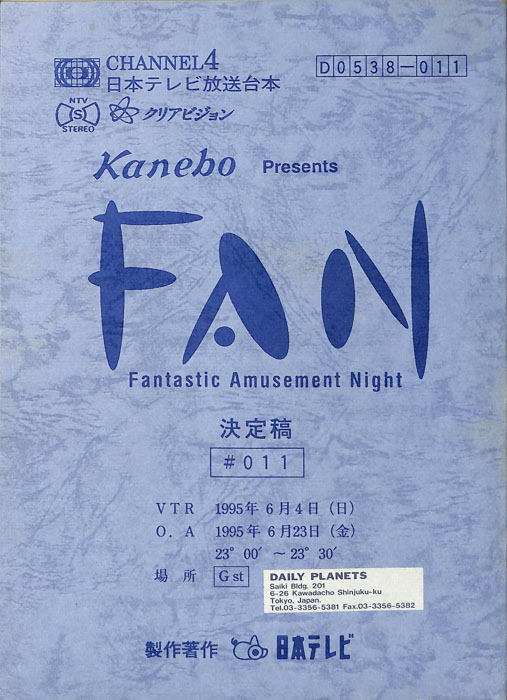 CHANNEL4
日本テレビ放送台本
D0538-011
NTV
S
STEREO
クリアビジョン
Kanebo Presents
FAN
Fantastic Amusement Night
決定稿
#011
VTR 1995年6月4日(日)
O.A 1995年6月23日(金)
23°00′~23°30′
場所 Gst
DAILY PLANETS
Saiki Bldg. 201
6-26 Kawadacho Shinjuku-ku
Tokyo, Japan.
Tel.03-3356-5381 Fax.03-3356-5382
製作著作 日本テレビ